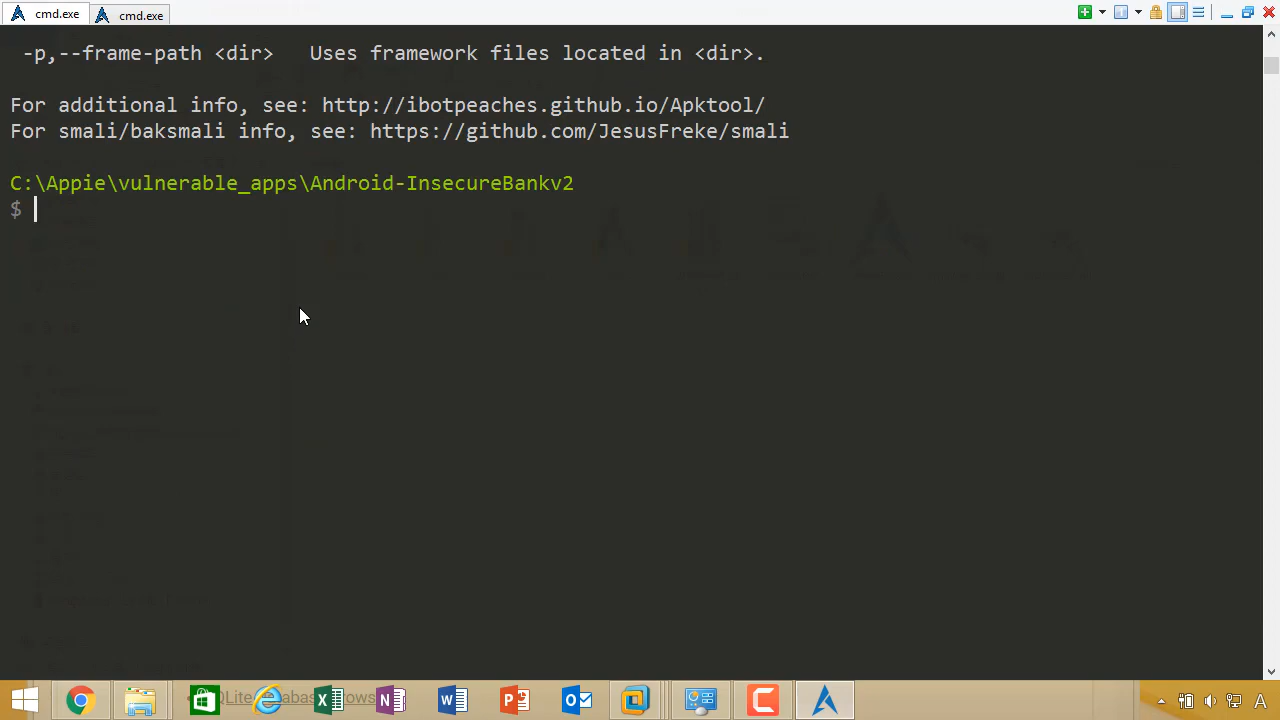 cmd.exe
cmd.exe
-p,--frame-path <dir>   Uses framework files located in <dir>.
For additional info, see: http://ibotpeaches.github.io/Apktool/
For smali/baksmali info, see: https://github.com/JesusFreke/smali
C:\Appie\vulnerable_apps\Android-InsecureBankv2
$